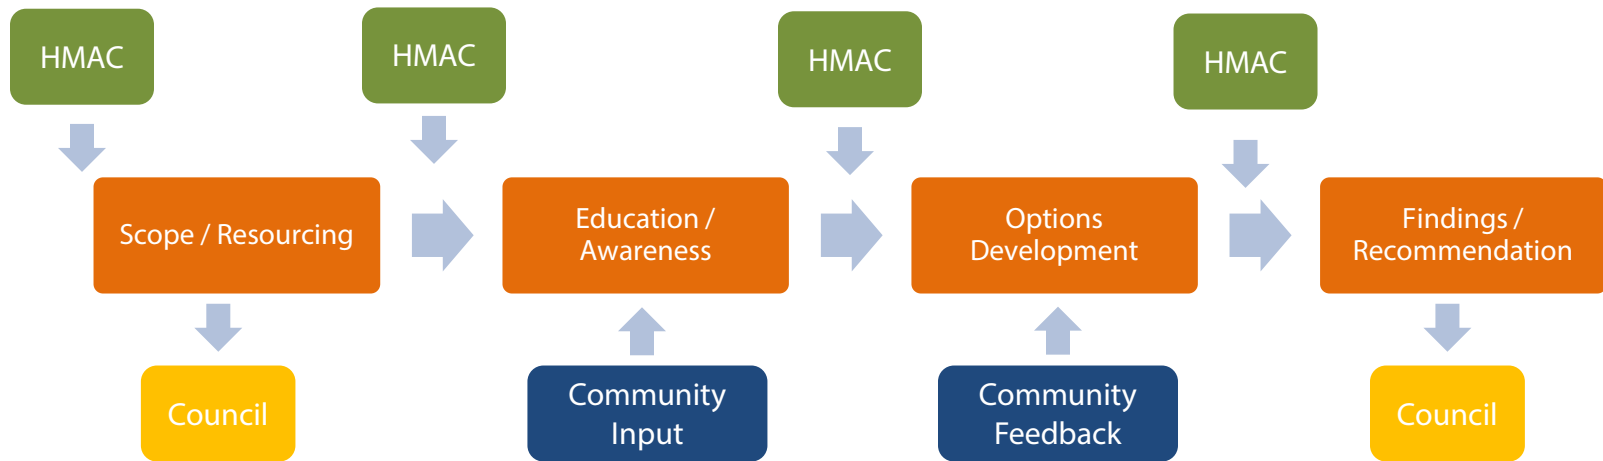 HMAC
HMAC
HMAC
HMAC
Scope / Resourcing
Education /
Awareness
Options
Development
Findings /
Recommendation
Council
Community
Input
Community
Feedback
Council